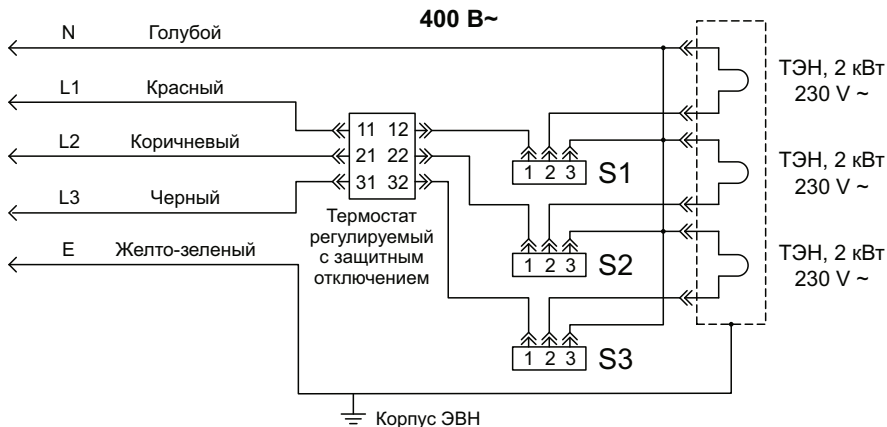 400 В~
N Голубой
L1 Красный
L2 Коричневый
L3 Черный
E Желто-зеленый
11 12
21 22
31 32
Термостат
регулируемый
с защитным
отключением
1 2 3 S1
1 2 3 S2
1 2 3 S3
ТЭН, 2 кВт
230 V ~
ТЭН, 2 кВт
230 V ~
ТЭН, 2 кВт
230 V ~
Корпус ЭВН